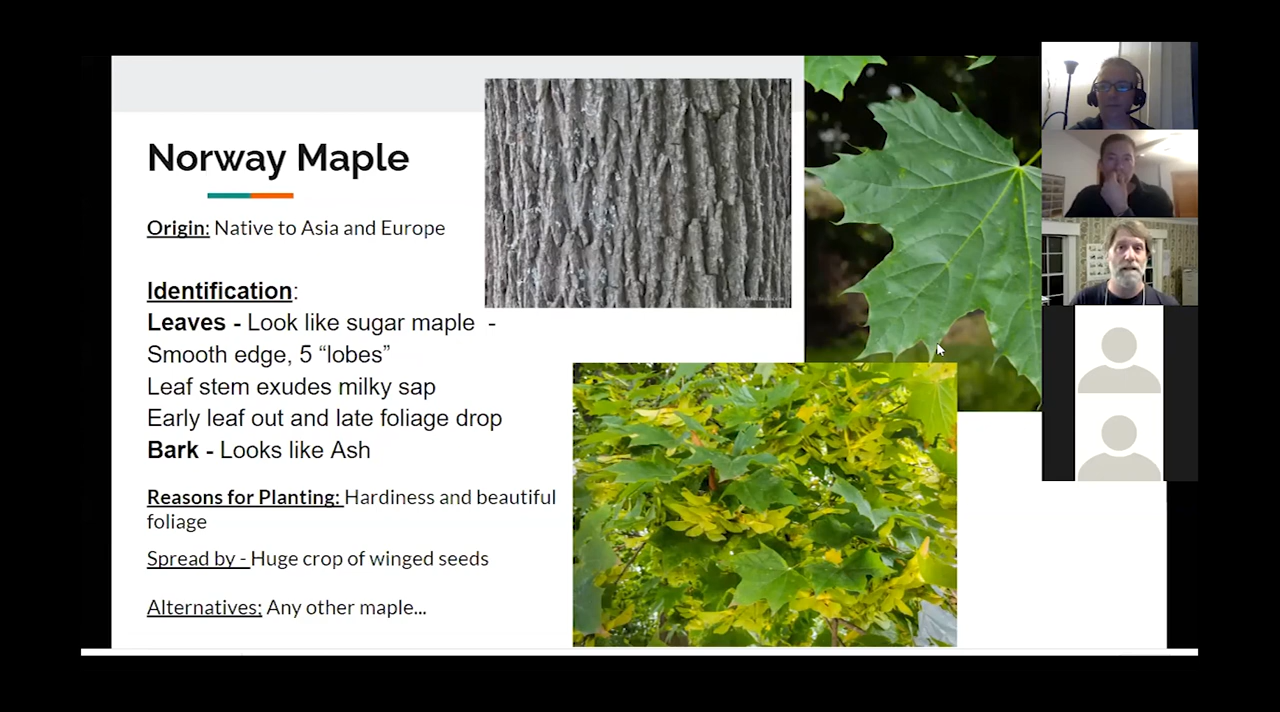 Norway Maple
Origin: Native to Asia and Europe
Identification:
Leaves - Look like sugar maple -
Smooth edge, 5 “lobes”
Leaf stem exudes milky sap
Early leaf out and late foliage drop
Bark - Looks like Ash
Reasons for Planting: Hardiness and beautiful
foliage
Spread by - Huge crop of winged seeds
Alternatives: Any other maple...